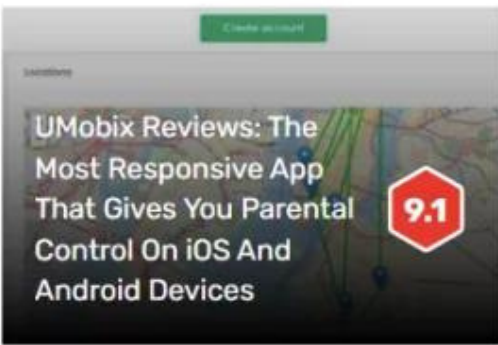 Create account
Locations
UMobix Reviews: The
Most Responsive App
That Gives You Parental
Control On iOS And
Android Devices
9.1